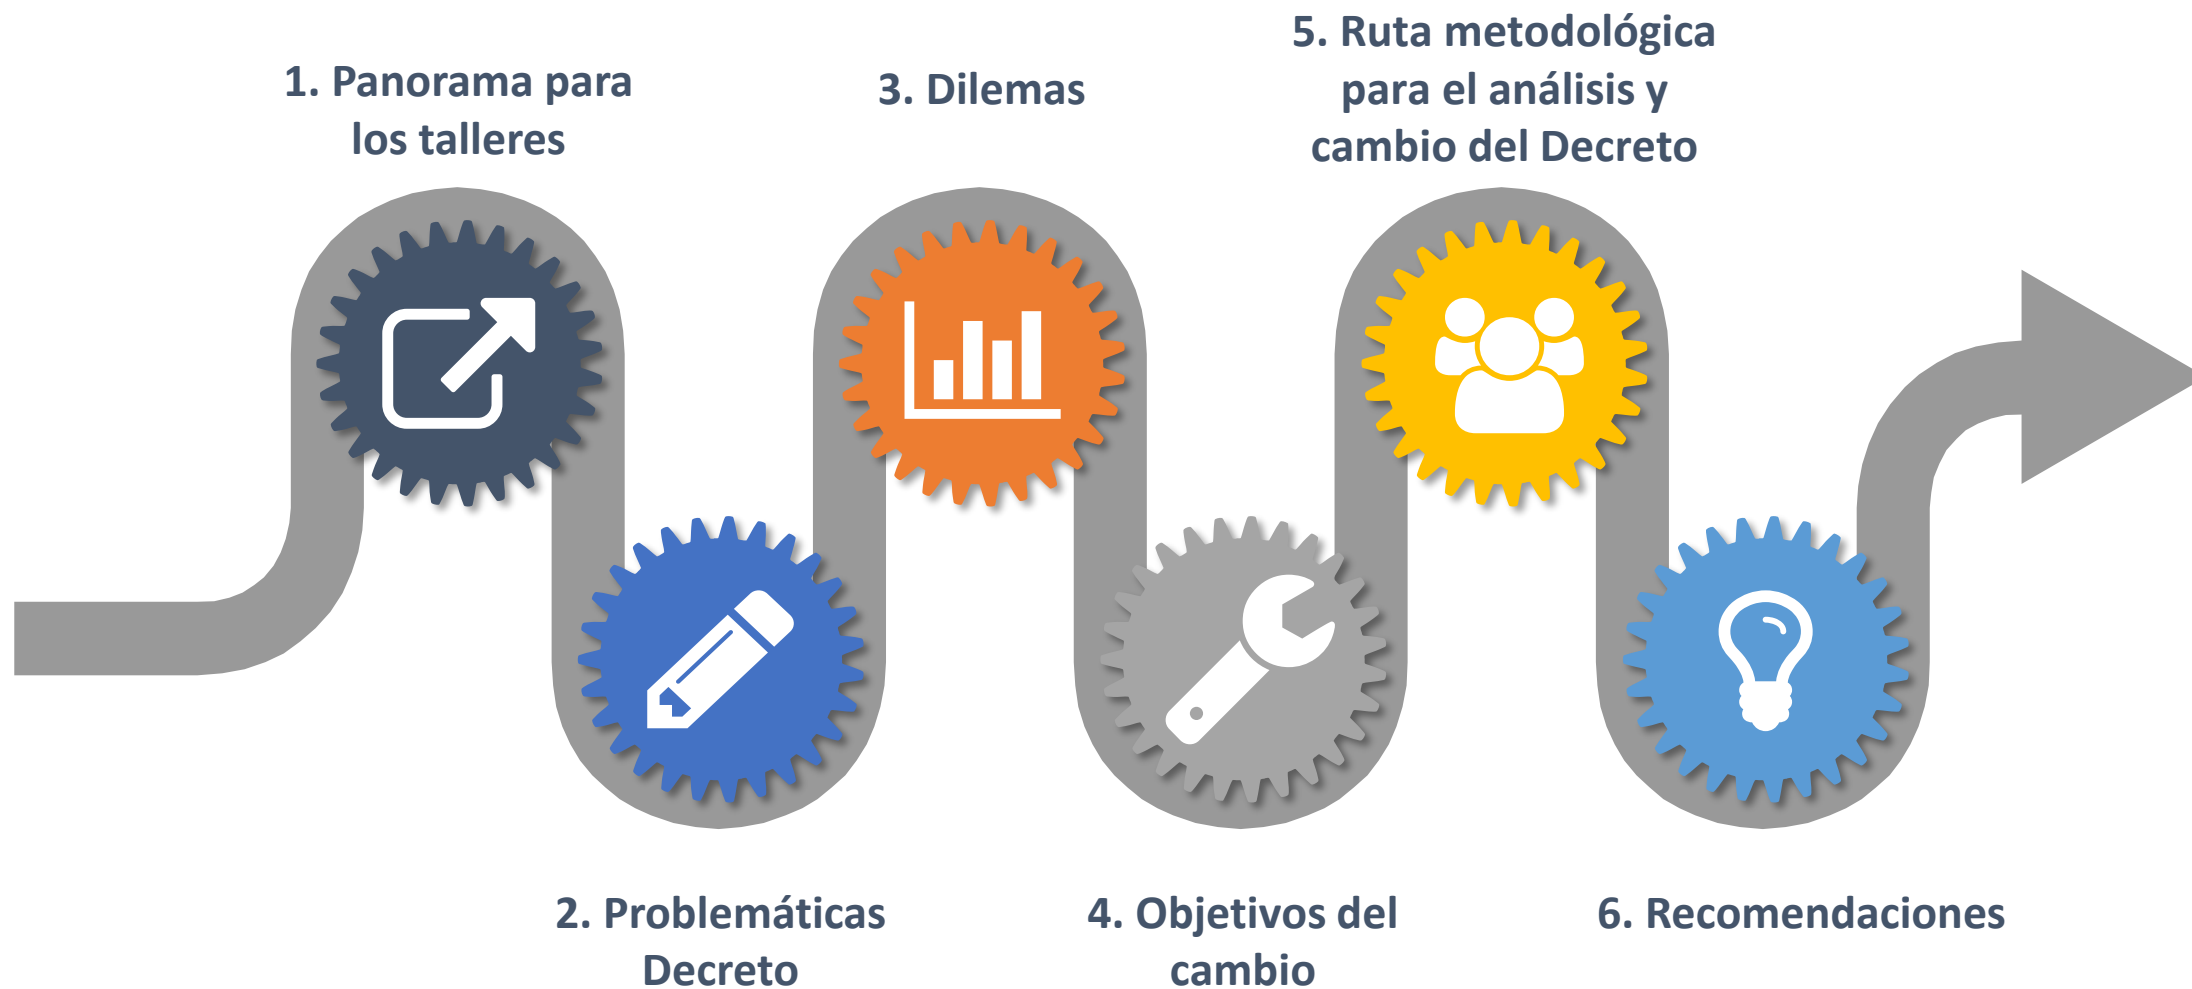 1. Panorama para
los talleres
2. Problemáticas
Decreto
3. Dilemas
4. Objetivos del
cambio
5. Ruta metodológica
para el análisis y
cambio del Decreto
6. Recomendaciones